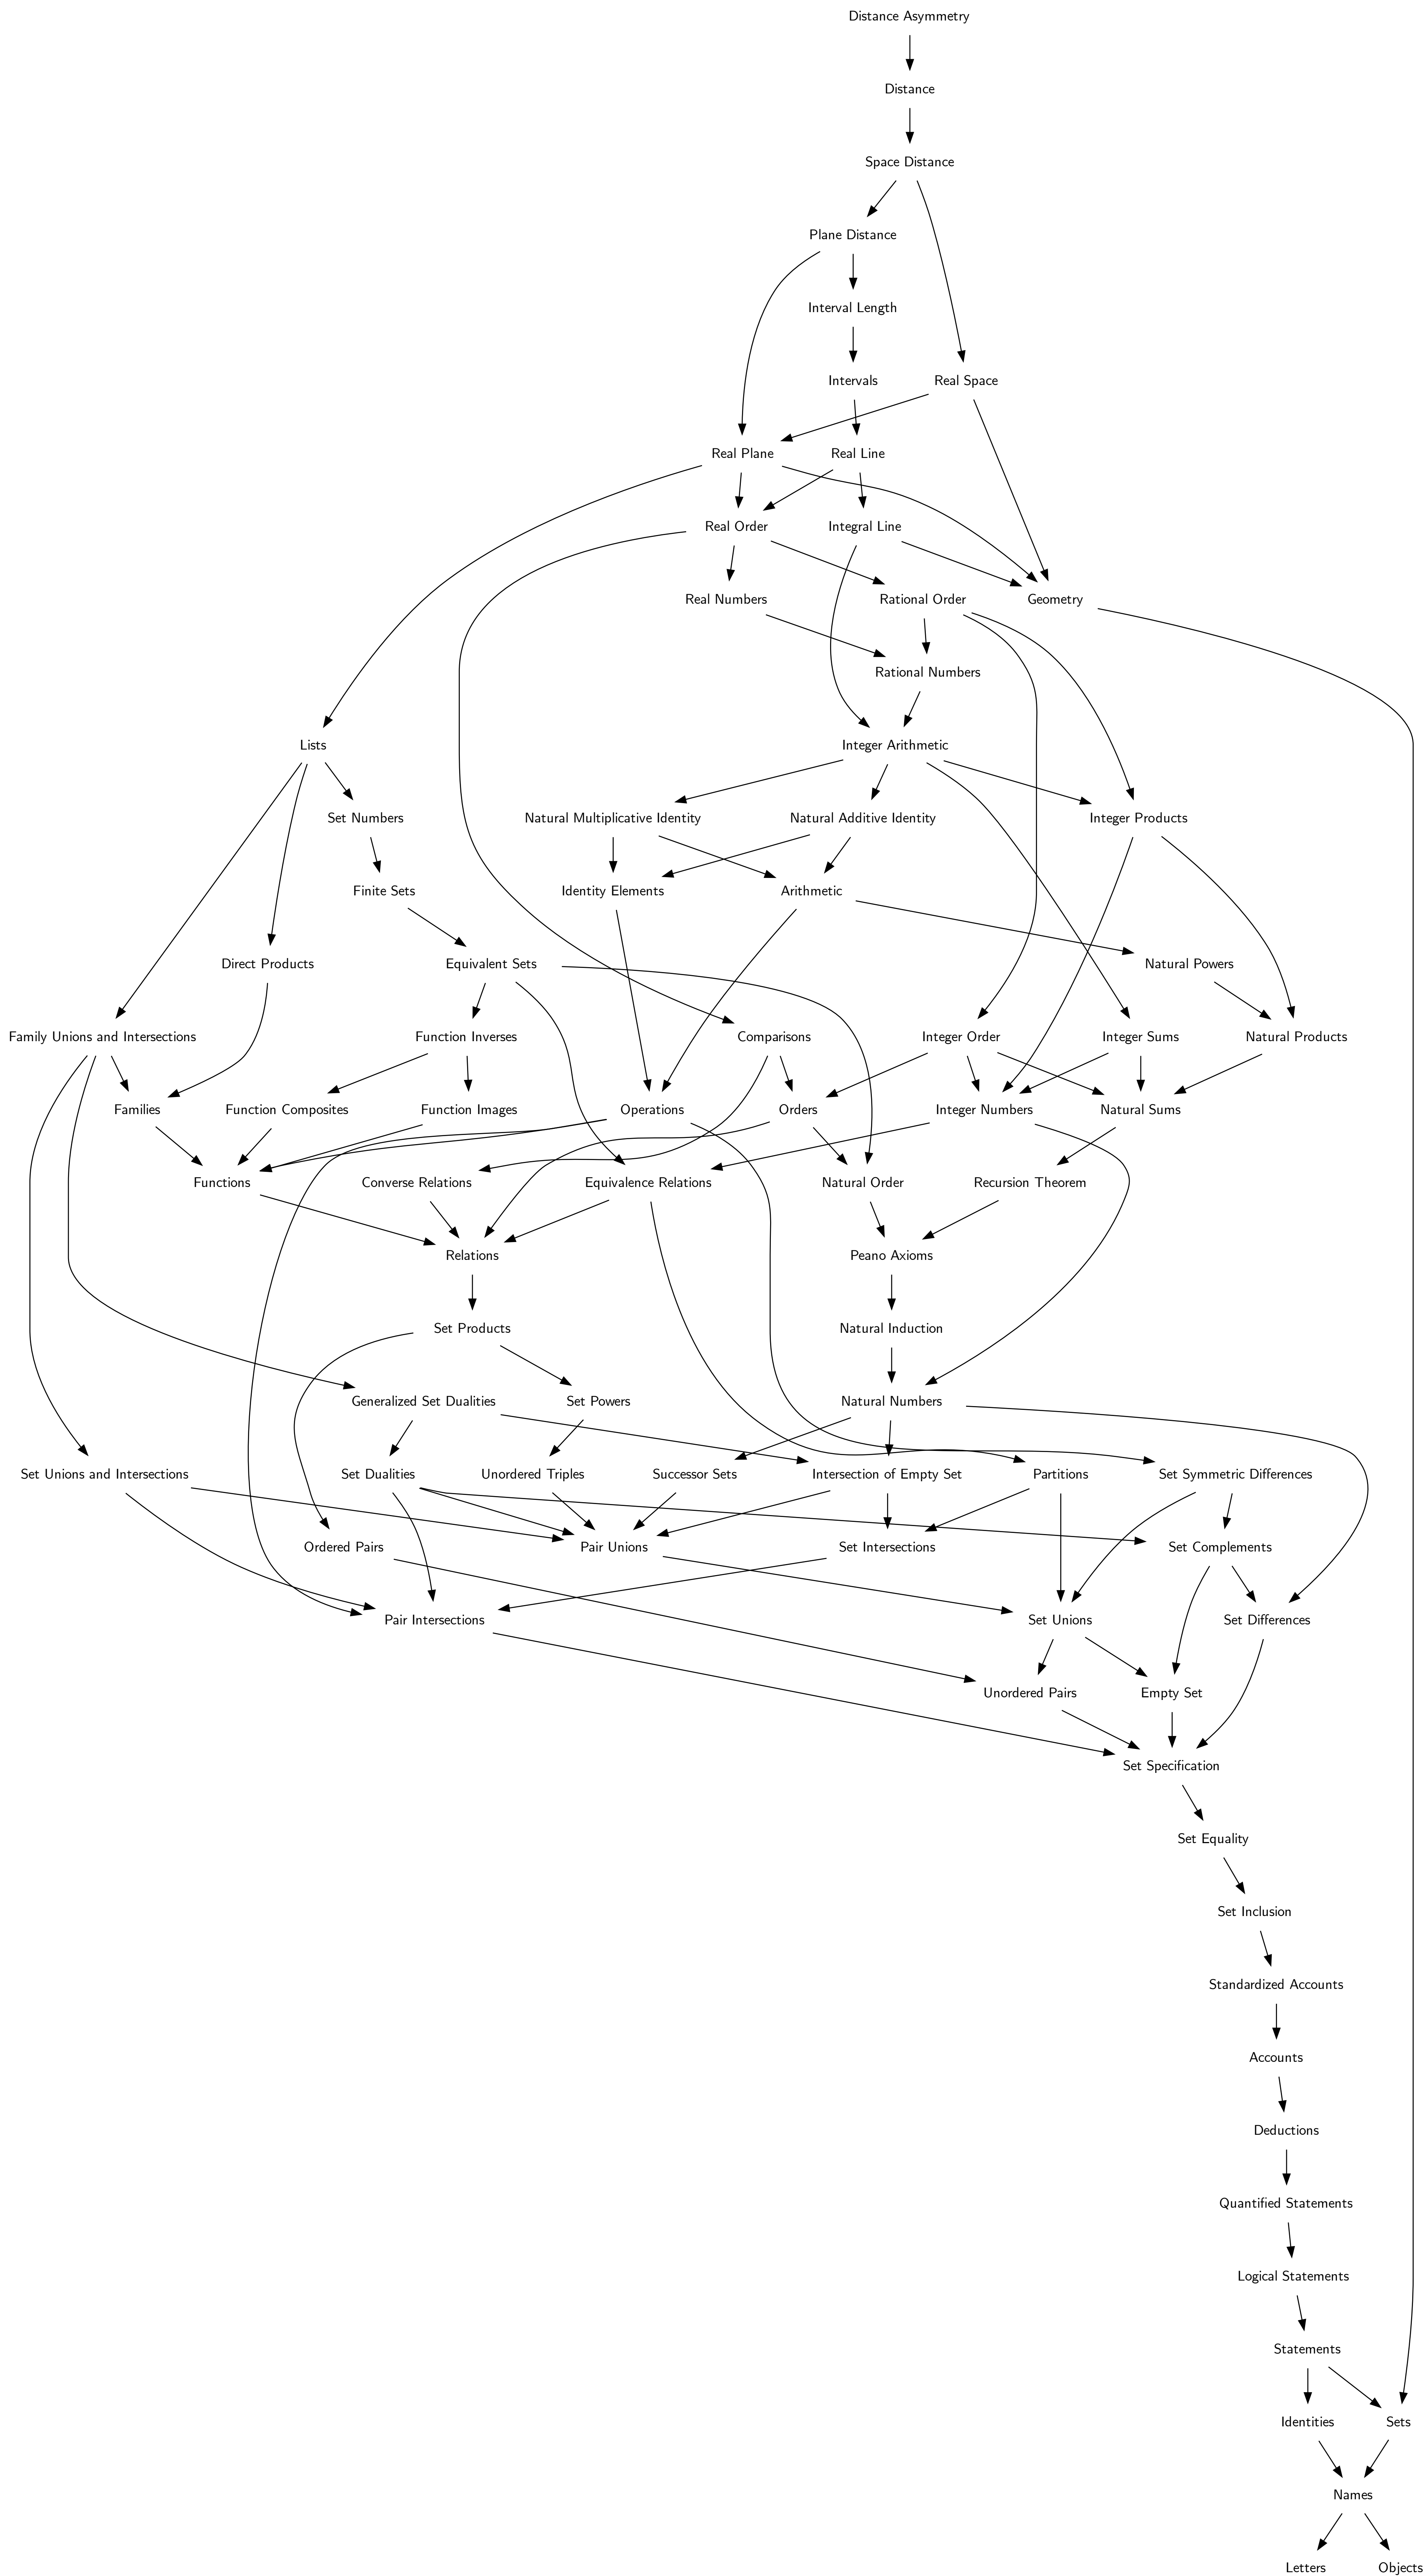 Distance Asymmetry
Distance
Space Distance
Plane Distance
Interval Length
Intervals
Real Space
Real Plane
Real Line
Real Order
Integral Line
Real Numbers
Rational Order
Geometry
Rational Numbers
Lists
Integer Arithmetic
Set Numbers
Natural Multiplicative Identity
Natural Additive Identity
Integer Products
Finite Sets
Identity Elements
Arithmetic
Direct Products
Equivalent Sets
Natural Powers
Family Unions and Intersections
Function Inverses
Comparisons
Integer Order
Integer Sums
Natural Products
Families
Function Composites
Function Images
Operations
Orders
Integer Numbers
Natural Sums
Functions
Converse Relations
Equivalence Relations
Natural Order
Recursion Theorem
Relations
Peano Axioms
Set Products
Natural Induction
Generalized Set Dualities
Set Powers
Natural Numbers
Set Unions and Intersections
Set Dualities
Unordered Triples
Successor Sets
Intersection of Empty Set
Partitions
Set Symmetric Differences
Ordered Pairs
Pair Unions
Set Intersections
Set Complements
Pair Intersections
Set Unions
Set Differences
Unordered Pairs
Empty Set
Set Specification
Set Equality
Set Inclusion
Standardized Accounts
Accounts
Deductions
Quantified Statements
Logical Statements
Statements
Identities
Sets
Names
Letters
Objects